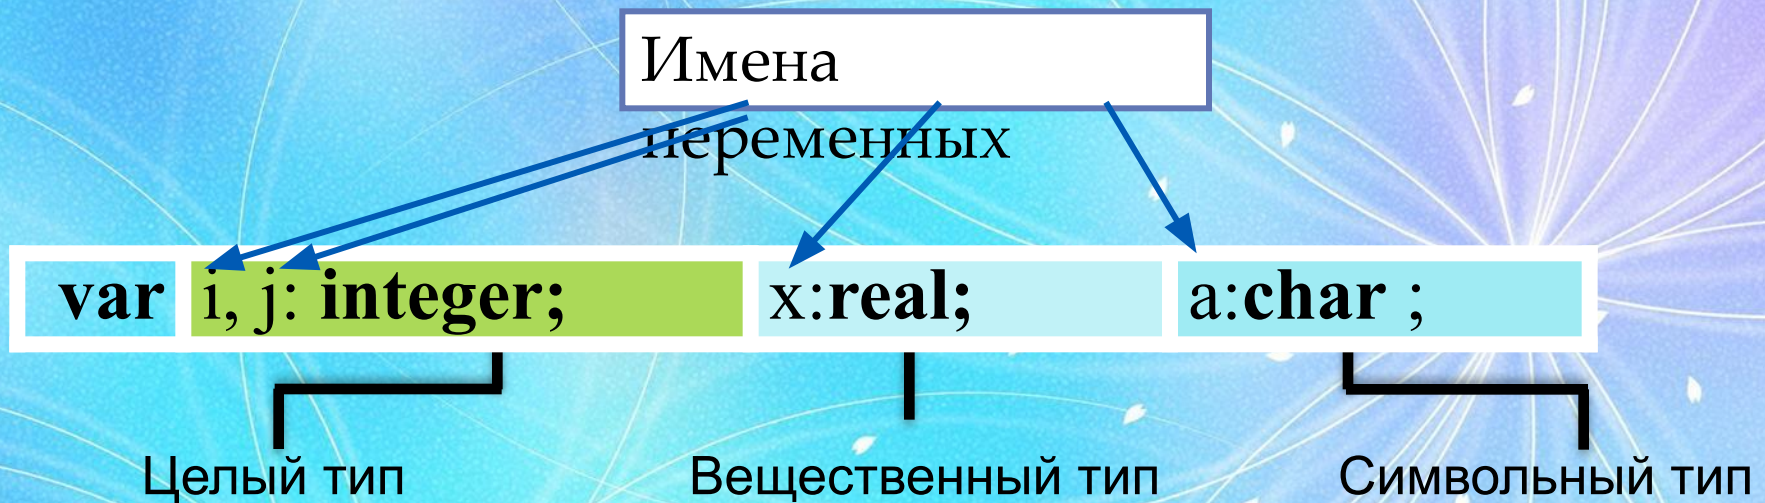 Имена
переменных
var i, j: integer; x:real; a:char ;
Целый тип Вещественный тип Символьный тип